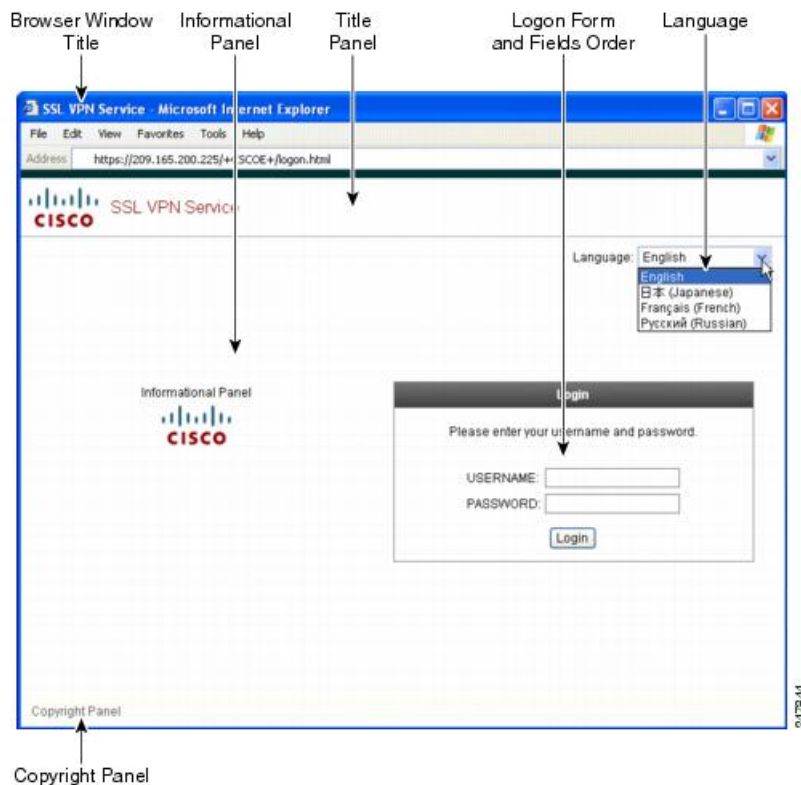 Browser Window Title
Informational Panel
Title Panel
Logon Form and Fields Order
Language
SSL VPN Service - Microsoft Internet Explorer
File Edit View Favorites Tools Help
Address https://209.165.200.225/+CSCOE+/logon.html
CISCO
SSL VPN Service
Language: English
English
日本 (Japanese)
Français (French)
Русский (Russian)
Informational Panel
CISCO
Login
Please enter your username and password.
USERNAME:
PASSWORD:
Login
Copyright Panel
Copyright Panel